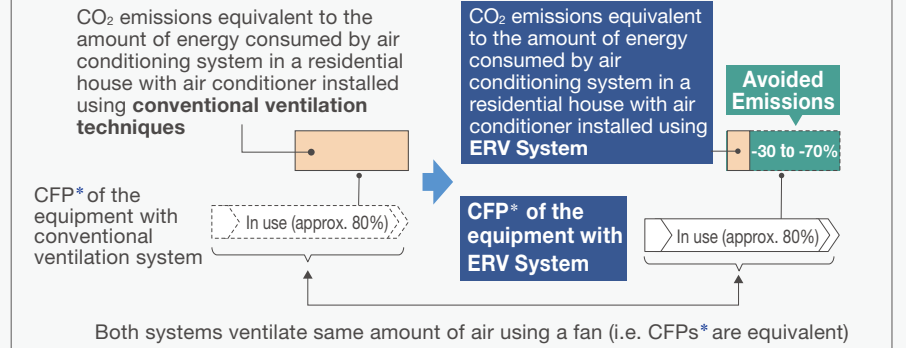 CO₂ emissions equivalent to the
amount of energy consumed by air
conditioning system in a residential
house with air conditioner installed
using conventional ventilation
techniques
CO₂ emissions equivalent
to the amount of energy
consumed by air
conditioning system in a
residential house with air
conditioner installed using
ERV System
Avoided
Emissions
-30 to -70%
CFP* of the
equipment with
conventional
ventilation system
In use (approx. 80%)
CFP* of the
equipment with
ERV System
In use (approx. 80%)
Both systems ventilate same amount of air using a fan (i.e. CFPs* are equivalent)